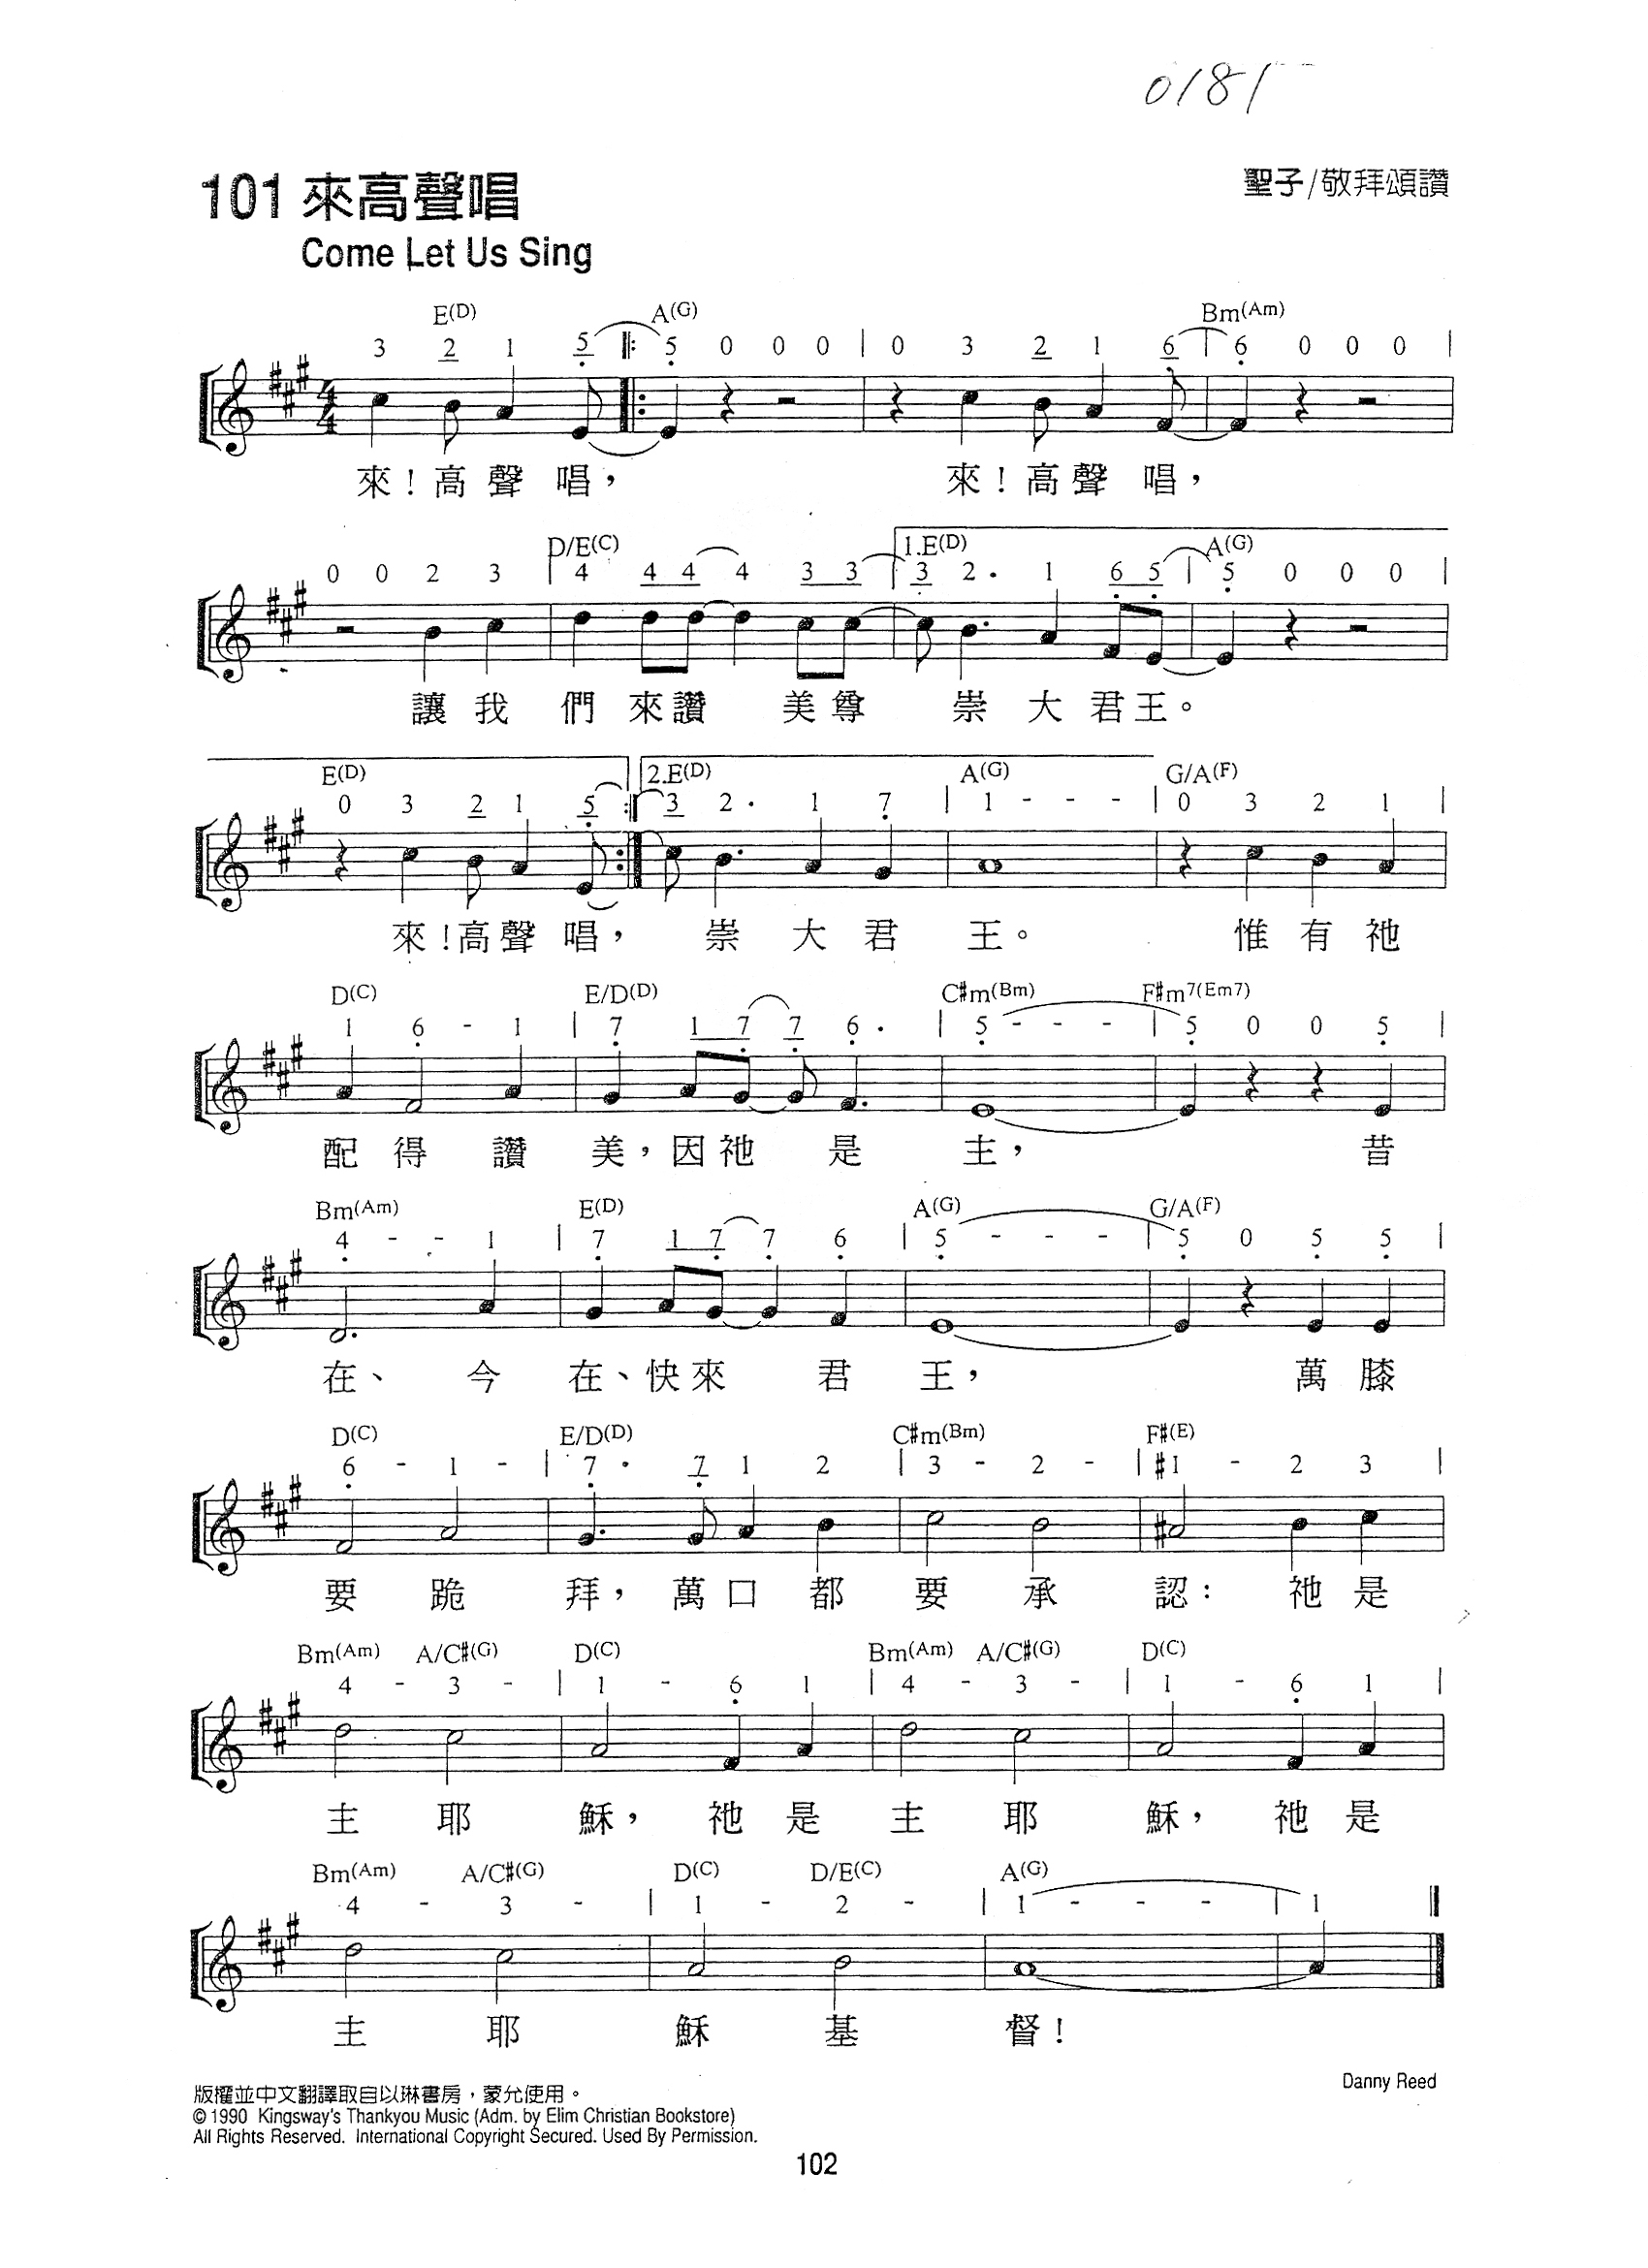 0181
101 來高聲唱
聖子/敬拜頌讚
Come Let Us Sing
E(D) A(G) Bm(Am)
3 2 1 5 5 0 0 0 | 0 3 2 1 6 | 6 0 0 0 |
4 4
來！高聲唱， 來！高聲唱，
D/E(C) 1.E(D) A(G)
0 0 2 3 | 4 4 4 4 3 3 | 3 2 . 1 6 5 | 5 0 0 0 |
讓我們來讚美尊崇大君王。
E(D) 2.E(D) A(G) G/A(F)
0 3 2 1 5 3 2 . 1 7 | 1 - - - | 0 3 2 1 |
來！高聲唱， 崇大君王。 惟有祂
D(C) E/D(D) C♯m(Bm) F♯m7(Em7)
1 6 - 1 | 7 1 7 7 6 . | 5 - - - | 5 0 0 5 |
配得讚美，因祂是主， 昔
Bm(Am) E(D) A(G) G/A(F)
4 - - 1 | 7 1 7 7 6 | 5 - - - | 5 0 5 5 |
在、今在、快來君王， 萬膝
D(C) E/D(D) C♯m(Bm) F♯(E)
6 - 1 - | 7 . 7 1 2 | 3 - 2 - | ♯1 - 2 3 |
要跪拜，萬口都要承認：祂是
Bm(Am) A/C♯(G) D(C) Bm(Am) A/C♯(G) D(C)
4 - 3 - | 1 - 6 1 | 4 - 3 - | 1 - 6 1 |
主耶穌，祂是主耶穌，祂是
Bm(Am) A/C♯(G) D(C) D/E(C) A(G)
4 - 3 - | 1 - 2 - | 1 - - - | 1
主耶穌基督！
Danny Reed
版權並中文翻譯取自以琳書房，蒙允使用。
© 1990 Kingsway's Thankyou Music (Adm. by Elim Christian Bookstore)
All Rights Reserved. International Copyright Secured. Used By Permission.
102